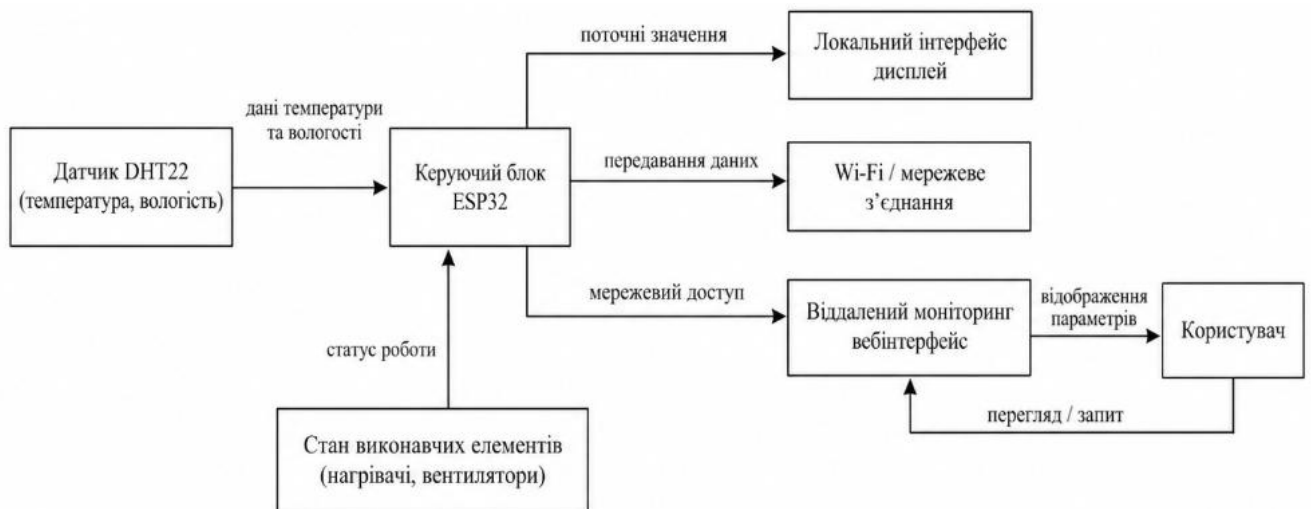 поточні значення
Локальний інтерфейс
дисплей
дані температури
та вологості
Датчик DHT22
(температура, вологість)
Керуючий блок
ESP32
передавання даних
Wi-Fi / мережеве
з’єднання
мережевий доступ
Віддалений моніторинг
вебінтерфейс
відображення
параметрів
Користувач
статус роботи
перегляд / запит
Стан виконавчих елементів
(нагрівачі, вентилятори)